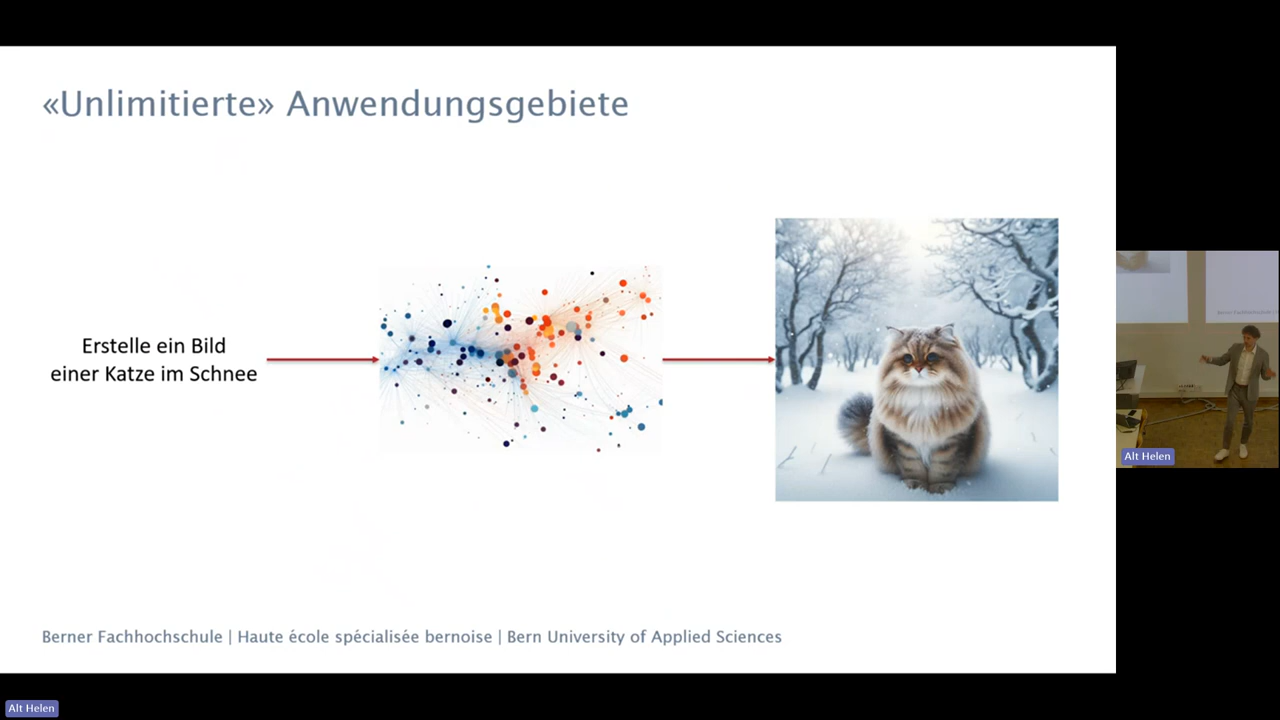 «Unlimitierte» Anwendungsgebiete
Erstelle ein Bild
einer Katze im Schnee
Berner Fachhochschule | Haute école spécialisée bernoise | Bern University of Applied Sciences
Alt Helen
Alt Helen